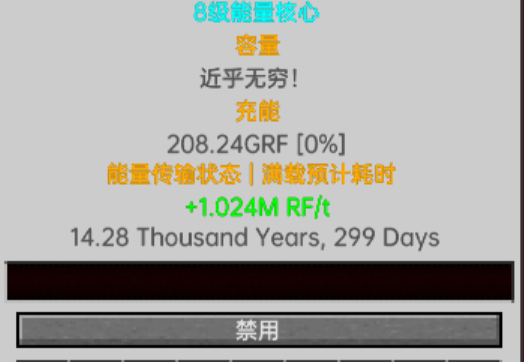 8级能量核心
容量
近乎无穷!
充能
208.24GRF [0%]
能量传输状态 | 满载预计耗时
+1.024M RF/t
14.28 Thousand Years, 299 Days
禁用